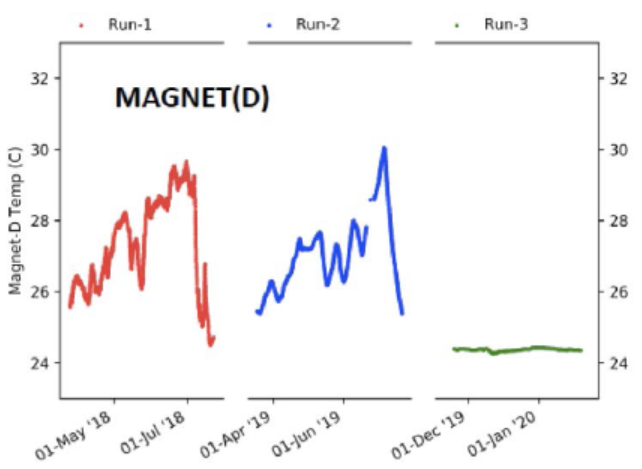 Run-1 Run-2 Run-3
MAGNET(D)
Magnet-D Temp (C)
32 32
30 30
28 28
26 26
24 24
01-May '18 01-Jul '18 01-Apr '19 01-Jun '19 01-Dec '19 01-Jan '20